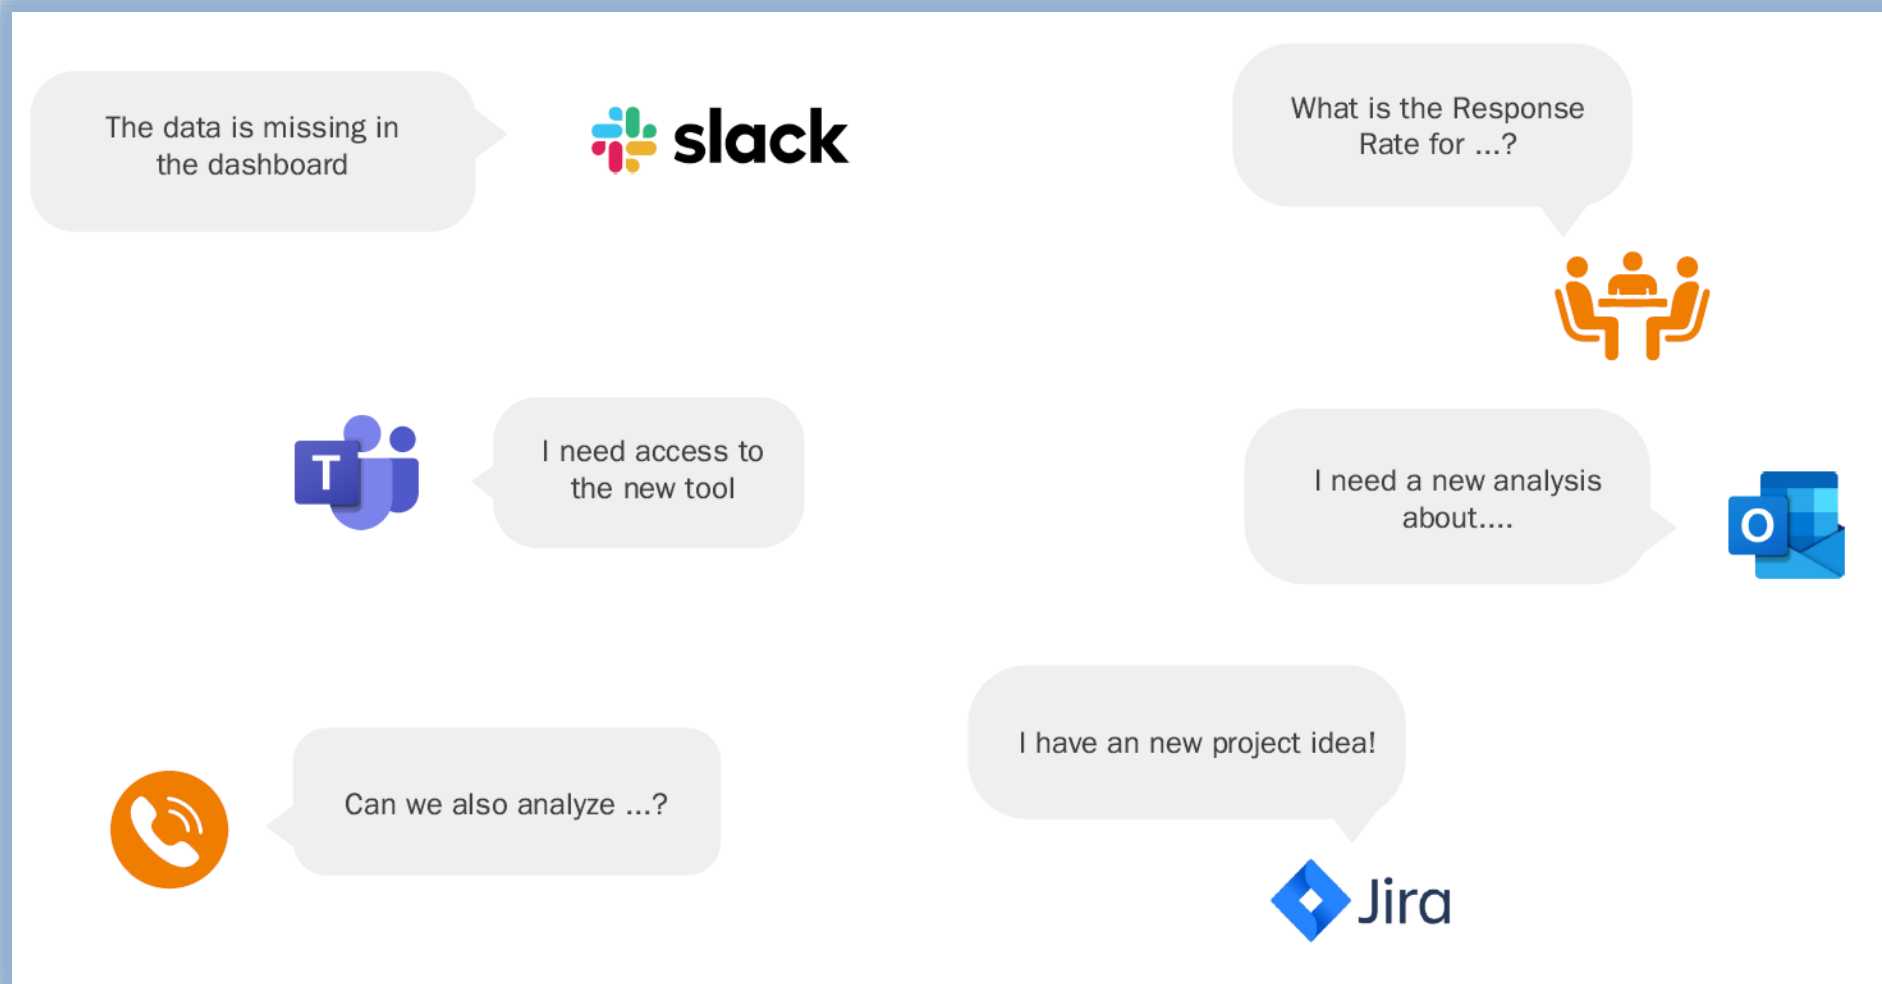 The data is missing in
the dashboard
slack
What is the Response
Rate for ...?
T
I need access to
the new tool
I need a new analysis
about....
O
Can we also analyze ...?
I have an new project idea!
Jira